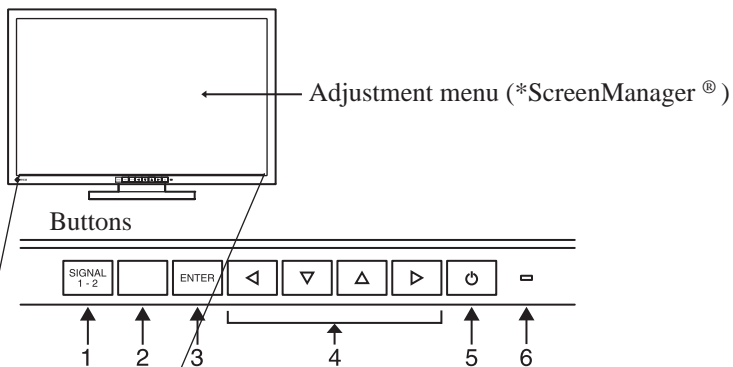 Adjustment menu (*ScreenManager ® )
Buttons
SIGNAL
1 - 2
ENTER
1 2 3 4 5 6